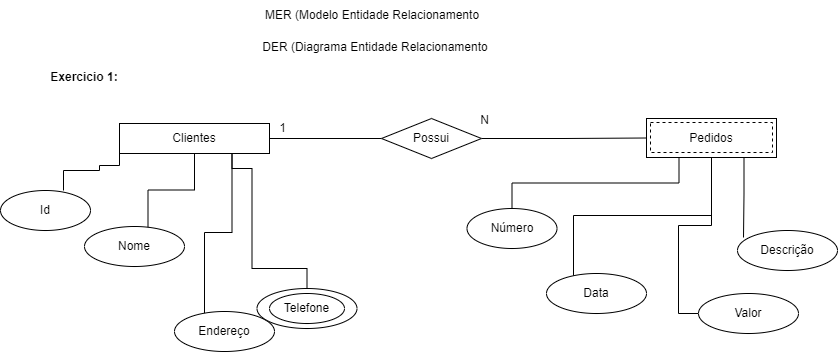 MER (Modelo Entidade Relacionamento
DER (Diagrama Entidade Relacionamento
Exercicio 1:
Clientes
1
Possui
N
Pedidos
Id
Nome
Endereço
Telefone
Número
Data
Valor
Descrição